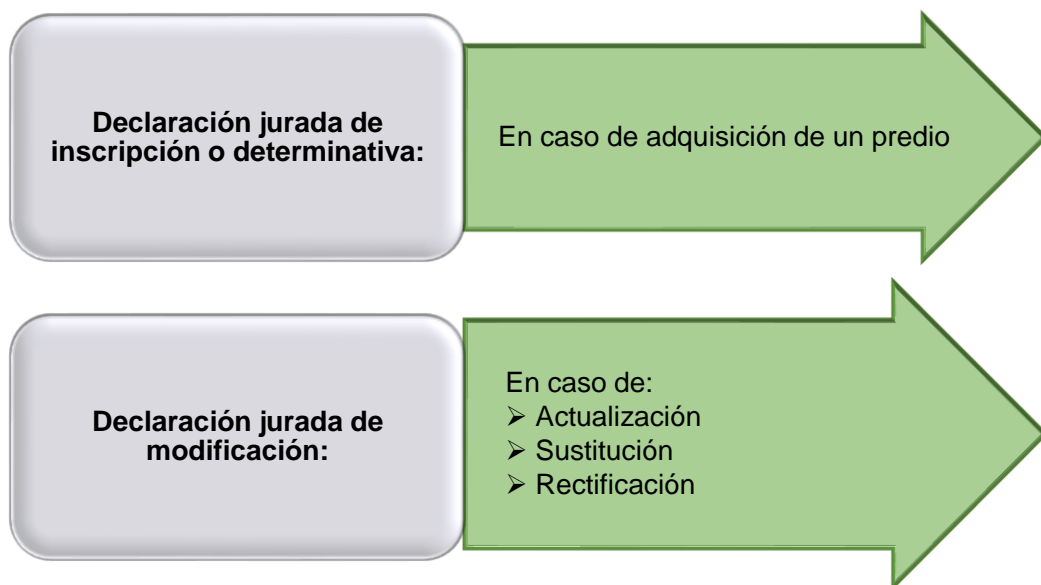 Declaración jurada de
inscripción o determinativa:
En caso de adquisición de un predio
Declaración jurada de
modificación:
En caso de:
➢ Actualización
➢ Sustitución
➢ Rectificación